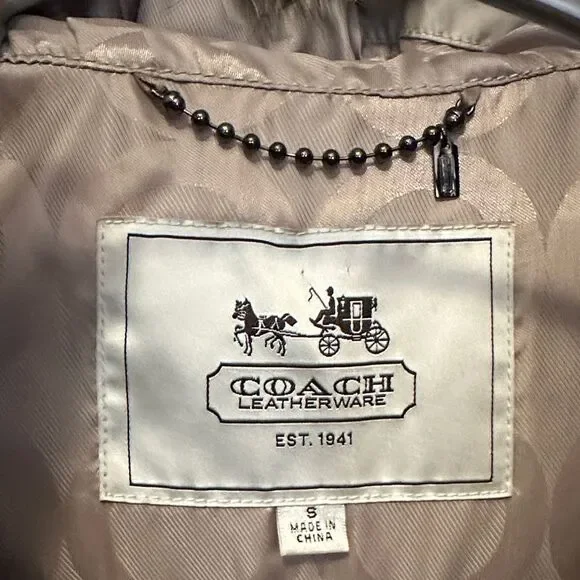 COACH
LEATHERWARE
EST. 1941
S
MADE IN
CHINA